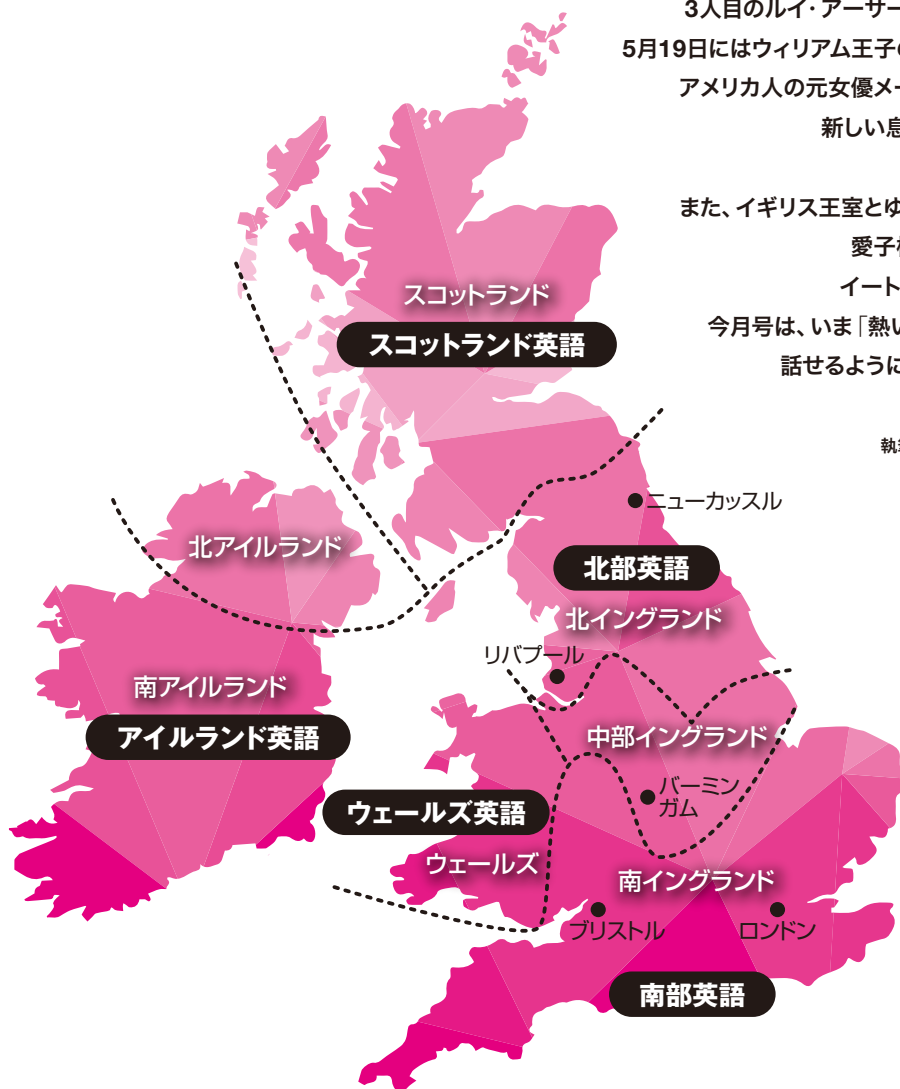 3人目のルイ・アーサー
5月19日にはウィリアム王子の
アメリカ人の元女優メー
新しい息
また、イギリス王室とゆ
愛子
イート
今月号は、いま「熱い
話せるように
執筆
スコットランド
スコットランド英語
ニューカッスル
北アイルランド
北部英語
北イングランド
リバプール
南アイルランド
アイルランド英語
中部イングランド
バーミン
ガム
ウェールズ英語
ウェールズ
南イングランド
ブリストル
ロンドン
南部英語